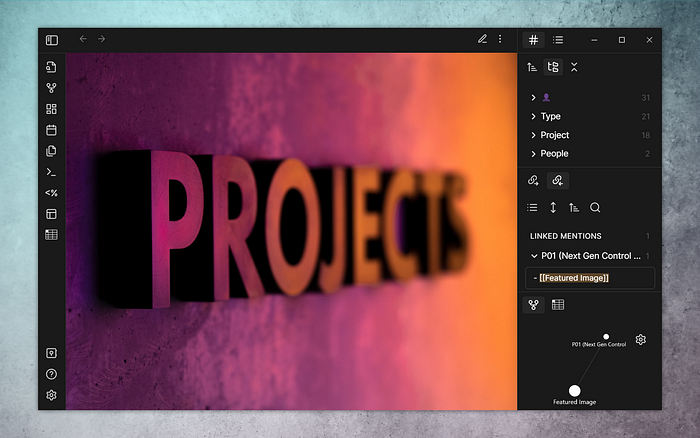 PROJECTS
31
Type 21
Project 18
People 2
LINKED MENTIONS 1
P01 (Next Gen Control ... 1
- [[Featured Image]]
P01 (Next Gen Control
Featured Image